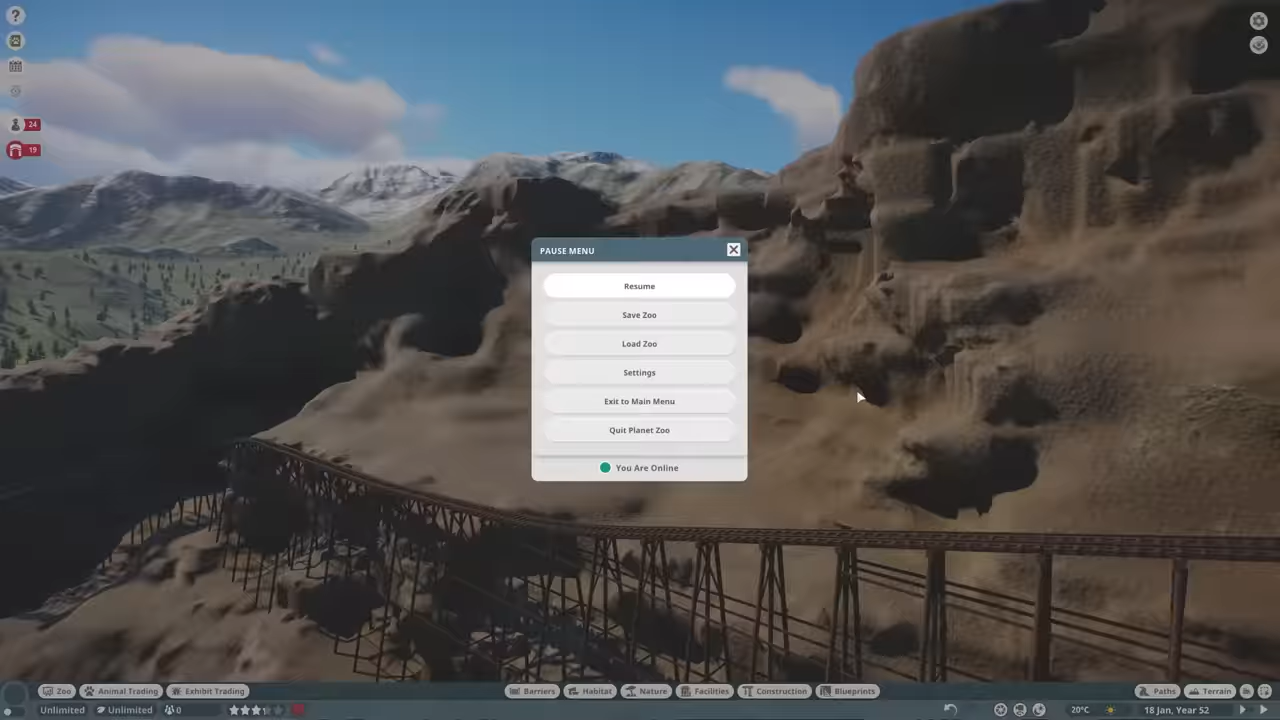 ?
24
19
PAUSE MENU
Resume
Save Zoo
Load Zoo
Settings
Exit to Main Menu
Quit Planet Zoo
You Are Online
Zoo Animal Trading Exhibit Trading Barriers Habitat Nature Facilities Construction Blueprints Paths Terrain
Unlimited Unlimited 0 20°C 18 Jan, Year 52